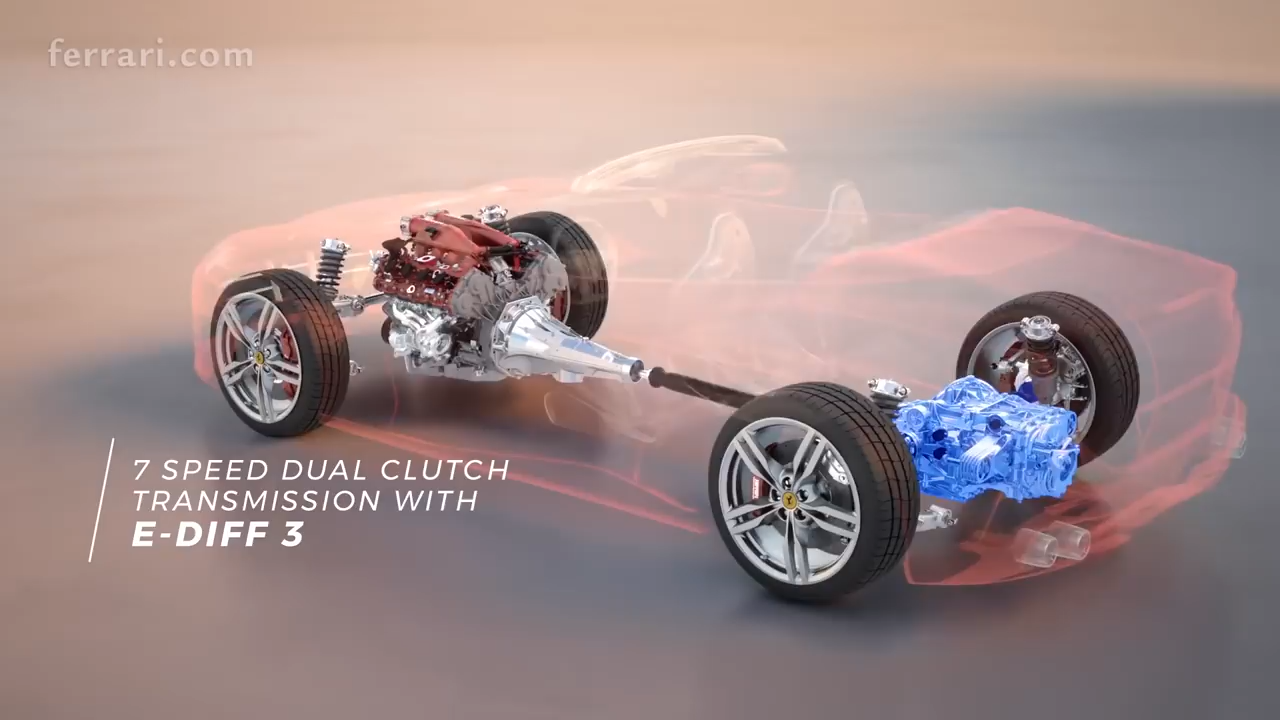 ferrari.com
7 SPEED DUAL CLUTCH
TRANSMISSION WITH
E-DIFF 3